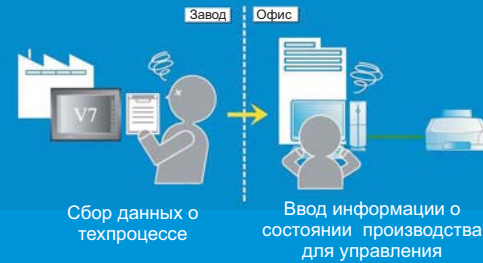 Завод
Офис
V7
Сбор данных о
техпроцессе
Ввод информации о
состоянии производства
для управления